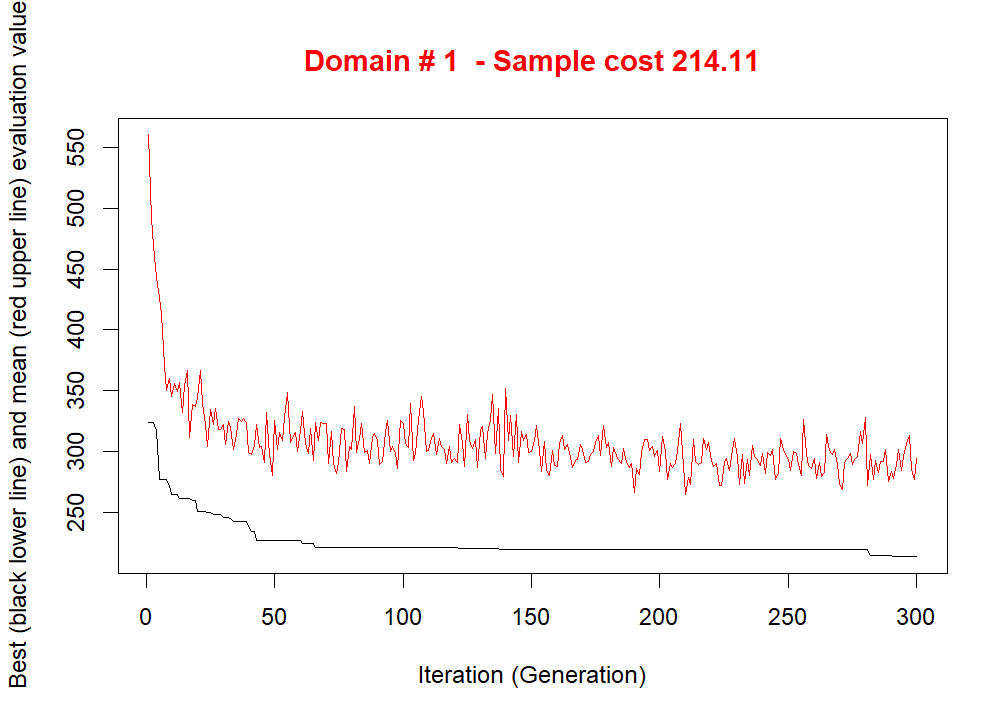 Domain # 1  - Sample cost 214.11
Best (black lower line) and mean (red upper line) evaluation value
550
500
450
400
350
300
250
0 50 100 150 200 250 300
Iteration (Generation)